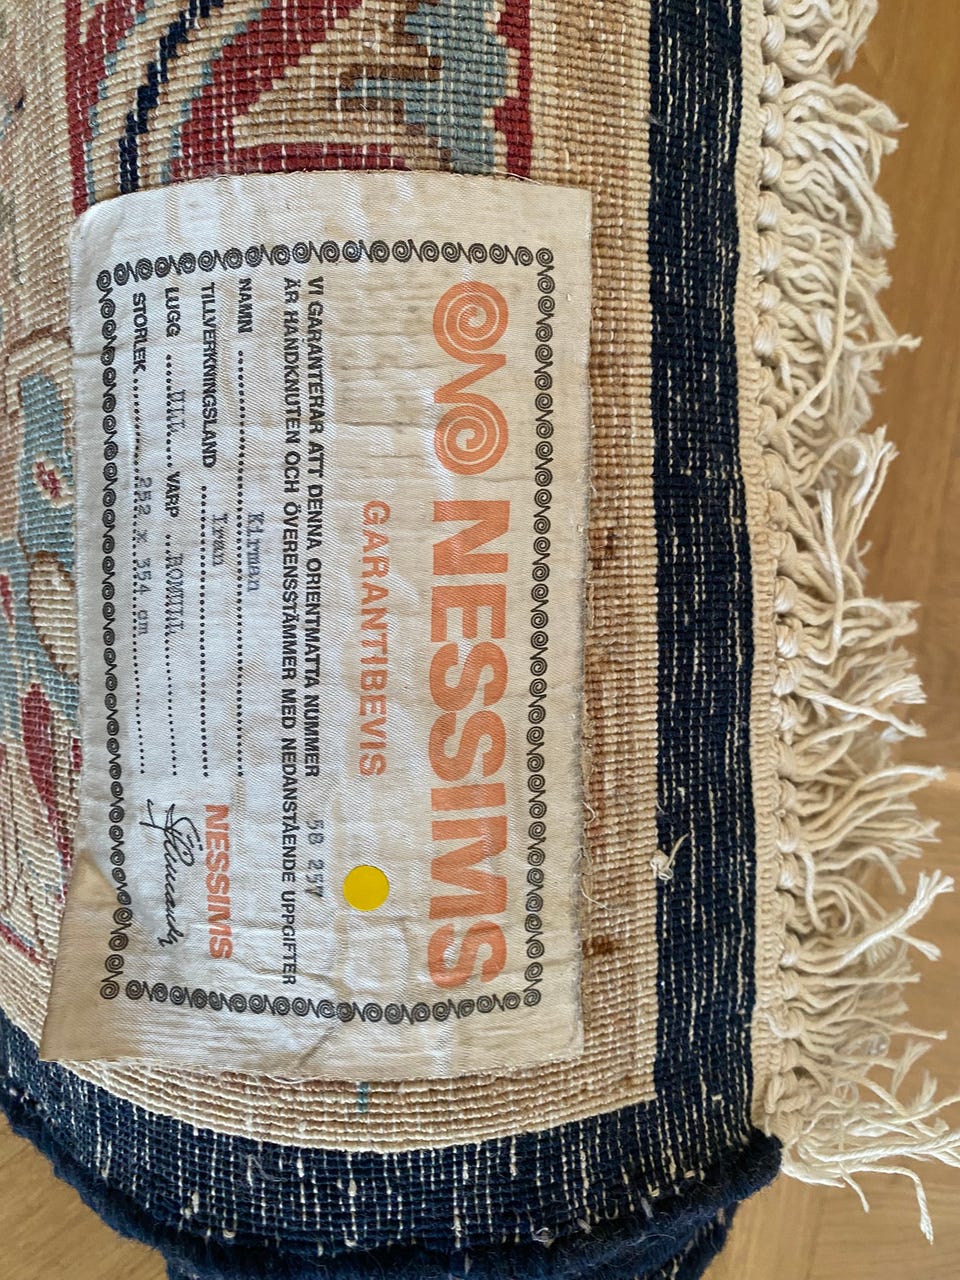 NESSIMS
GARANTIBEVIS
VI GARANTERAR ATT DENNA ORIENTMATTA NUMMER 58 257
ÄR HANDKNUTEN OCH ÖVERENSSTÄMMER MED NEDANSTÅENDE UPPGIFTER
NAMN Kirman
TILLVERKNINGSLAND Iran
LUGG ULL VARP BOMULL
STORLEK 252 x 354 cm
NESSIMS